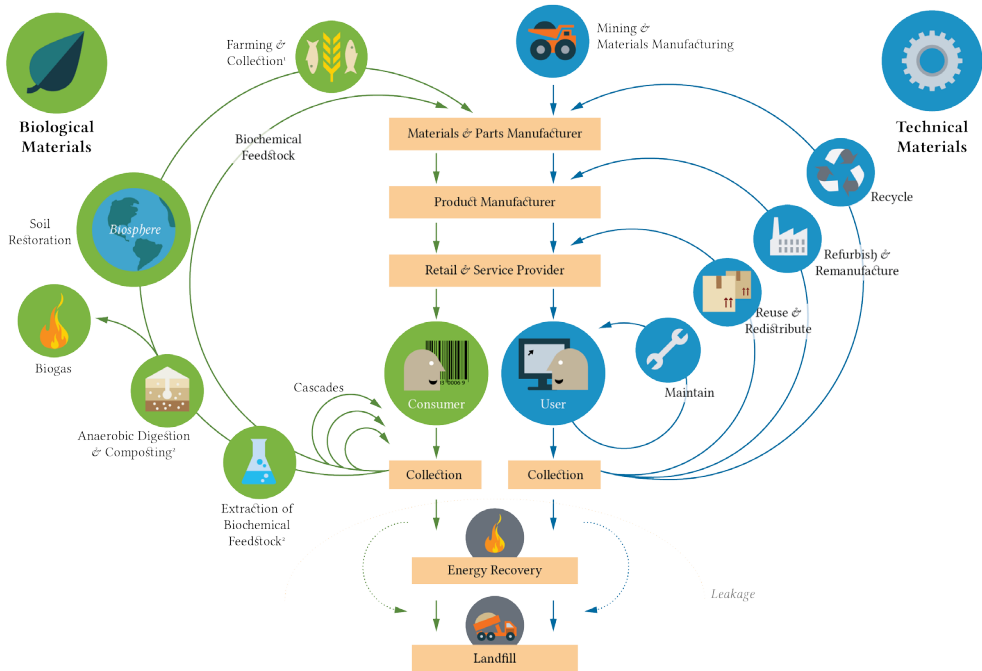 Biological
Materials
Farming &
Collection¹
Mining &
Materials Manufacturing
Technical
Materials
Biochemical
Feedstock
Materials & Parts Manufacturer
Recycle
Product Manufacturer
Soil
Restoration
Biosphere
Retail & Service Provider
Refurbish &
Remanufacture
Reuse &
Redistribute
Biogas
Cascades
Consumer
User
Maintain
Anaerobic Digestion
& Composting²
Collection
Collection
Extraction of
Biochemical
Feedstock²
Energy Recovery
Leakage
Landfill